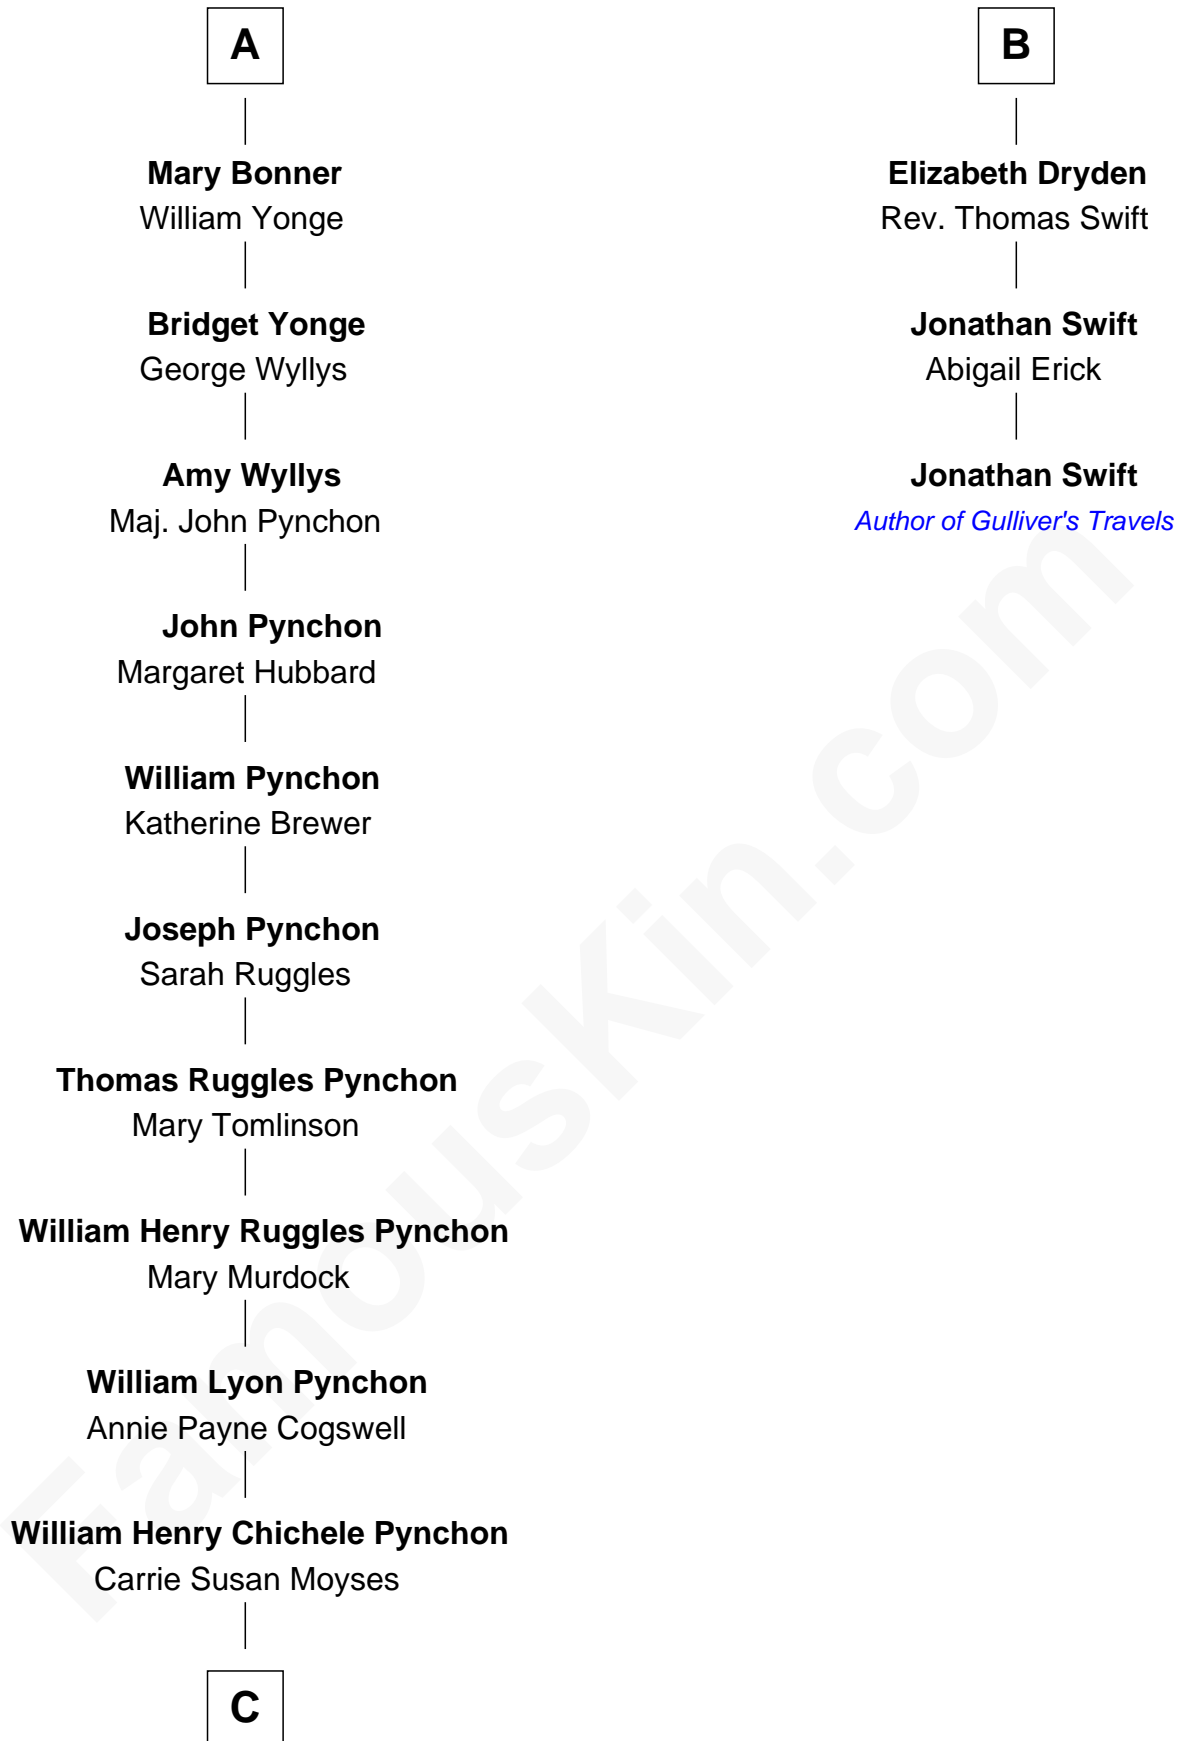 A
Mary Bonner
William Yonge
Bridget Yonge
George Wyllys
Amy Wyllys
Maj. John Pynchon
John Pynchon
Margaret Hubbard
William Pynchon
Katherine Brewer
Joseph Pynchon
Sarah Ruggles
Thomas Ruggles Pynchon
Mary Tomlinson
William Henry Ruggles Pynchon
Mary Murdock
William Lyon Pynchon
Annie Payne Cogswell
William Henry Chichele Pynchon
Carrie Susan Moyses
C
B
Elizabeth Dryden
Rev. Thomas Swift
Jonathan Swift
Abigail Erick
Jonathan Swift
Author of Gulliver's Travels
FamousKin.com